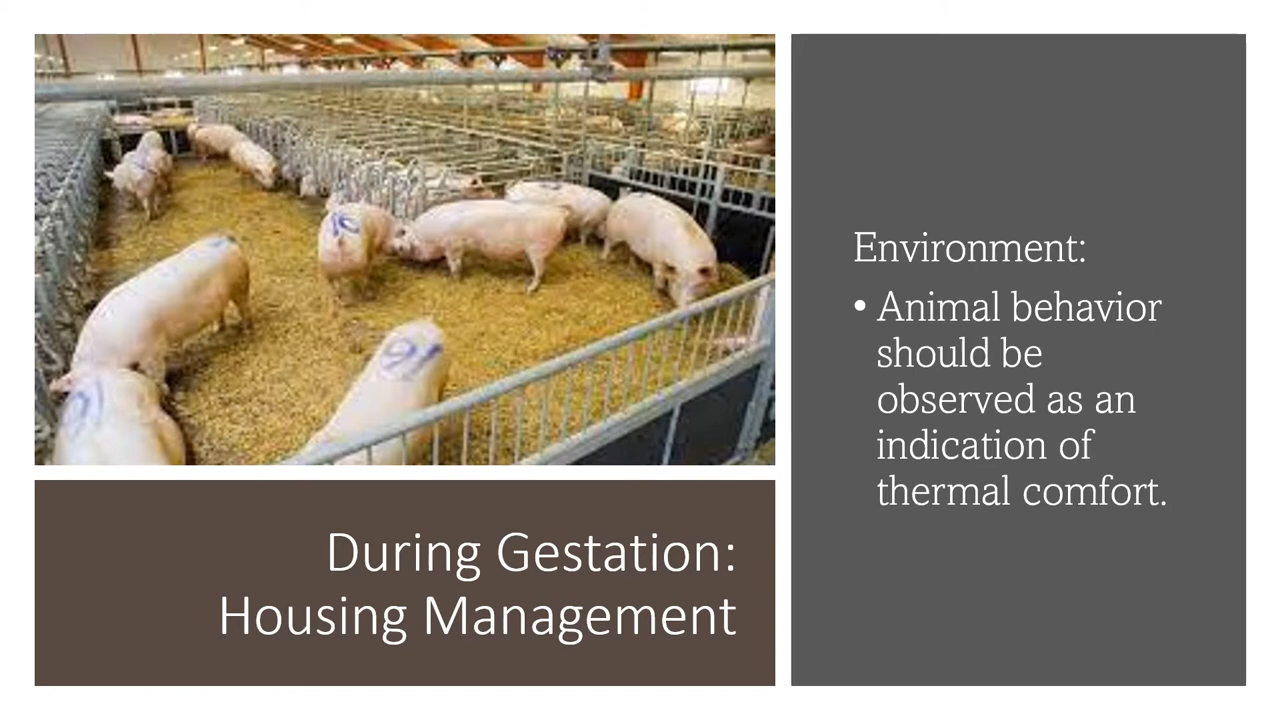 During Gestation:
Housing Management
Environment:
• Animal behavior
should be
observed as an
indication of
thermal comfort.